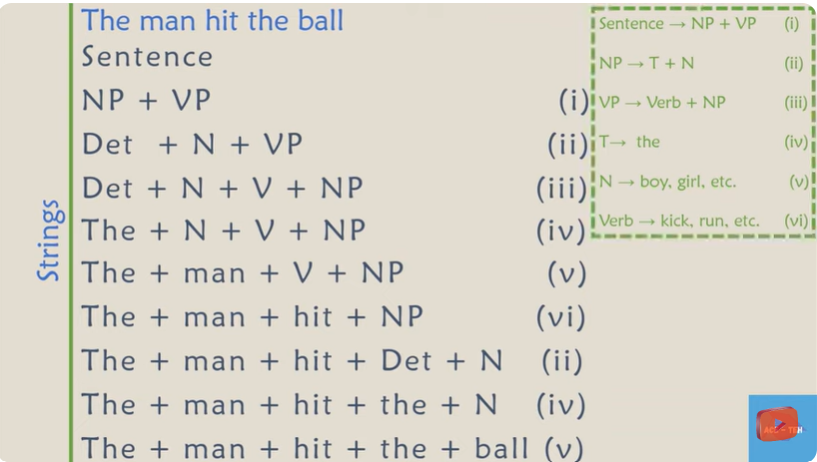 The man hit the ball
Sentence
NP + VP (i)
Det + N + VP (ii)
Det + N + V + NP (iii)
The + N + V + NP (iv)
The + man + V + NP (v)
The + man + hit + NP (vi)
The + man + hit + Det + N (ii)
The + man + hit + the + N (iv)
The + man + hit + the + ball (v)
Strings
Sentence → NP + VP (i)
NP → T + N (ii)
VP → Verb + NP (iii)
T→ the (iv)
N → boy, girl, etc. (v)
Verb → kick, run, etc. (vi)